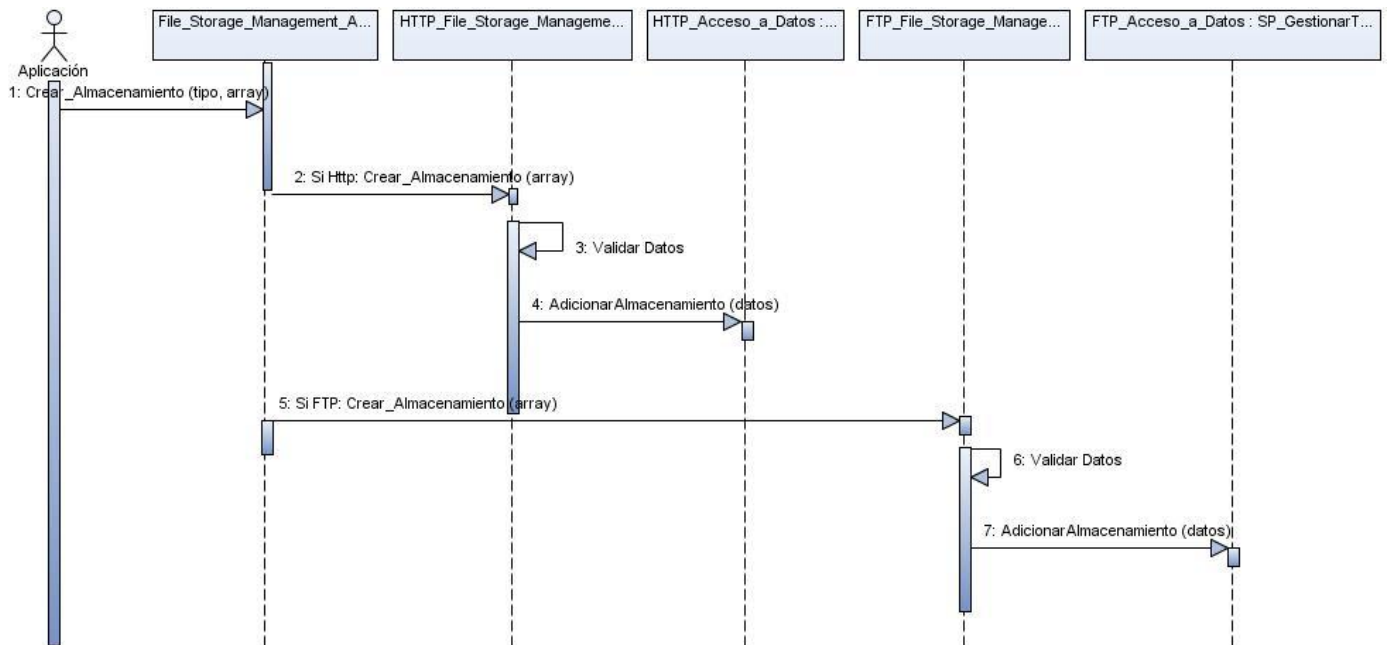 File_Storage_Management_A...
HTTP_File_Storage_Manageme...
HTTP_Acceso_a_Datos :...
FTP_File_Storage_Manage...
FTP_Acceso_a_Datos : SP_GestionarT...
Aplicación
1: Crear_Almacenamiento (tipo, array)
2: Si Http: Crear_Almacenamiento (array)
3: Validar Datos
4: AdicionarAlmacenamiento (datos)
5: Si FTP: Crear_Almacenamiento (array)
6: Validar Datos
7: AdicionarAlmacenamiento (datos)